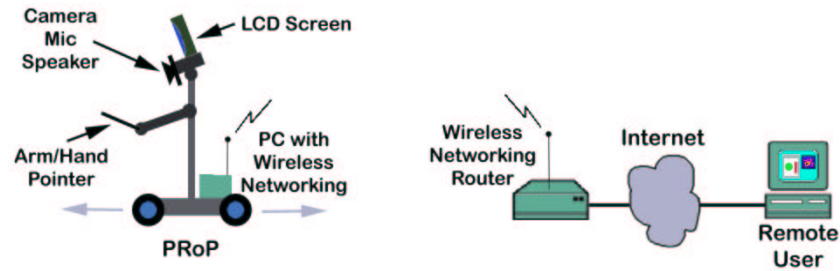 Camera
Mic
Speaker
LCD Screen
Arm/Hand
Pointer
PC with
Wireless
Networking
PRoP
Wireless
Networking
Router
Internet
Remote
User